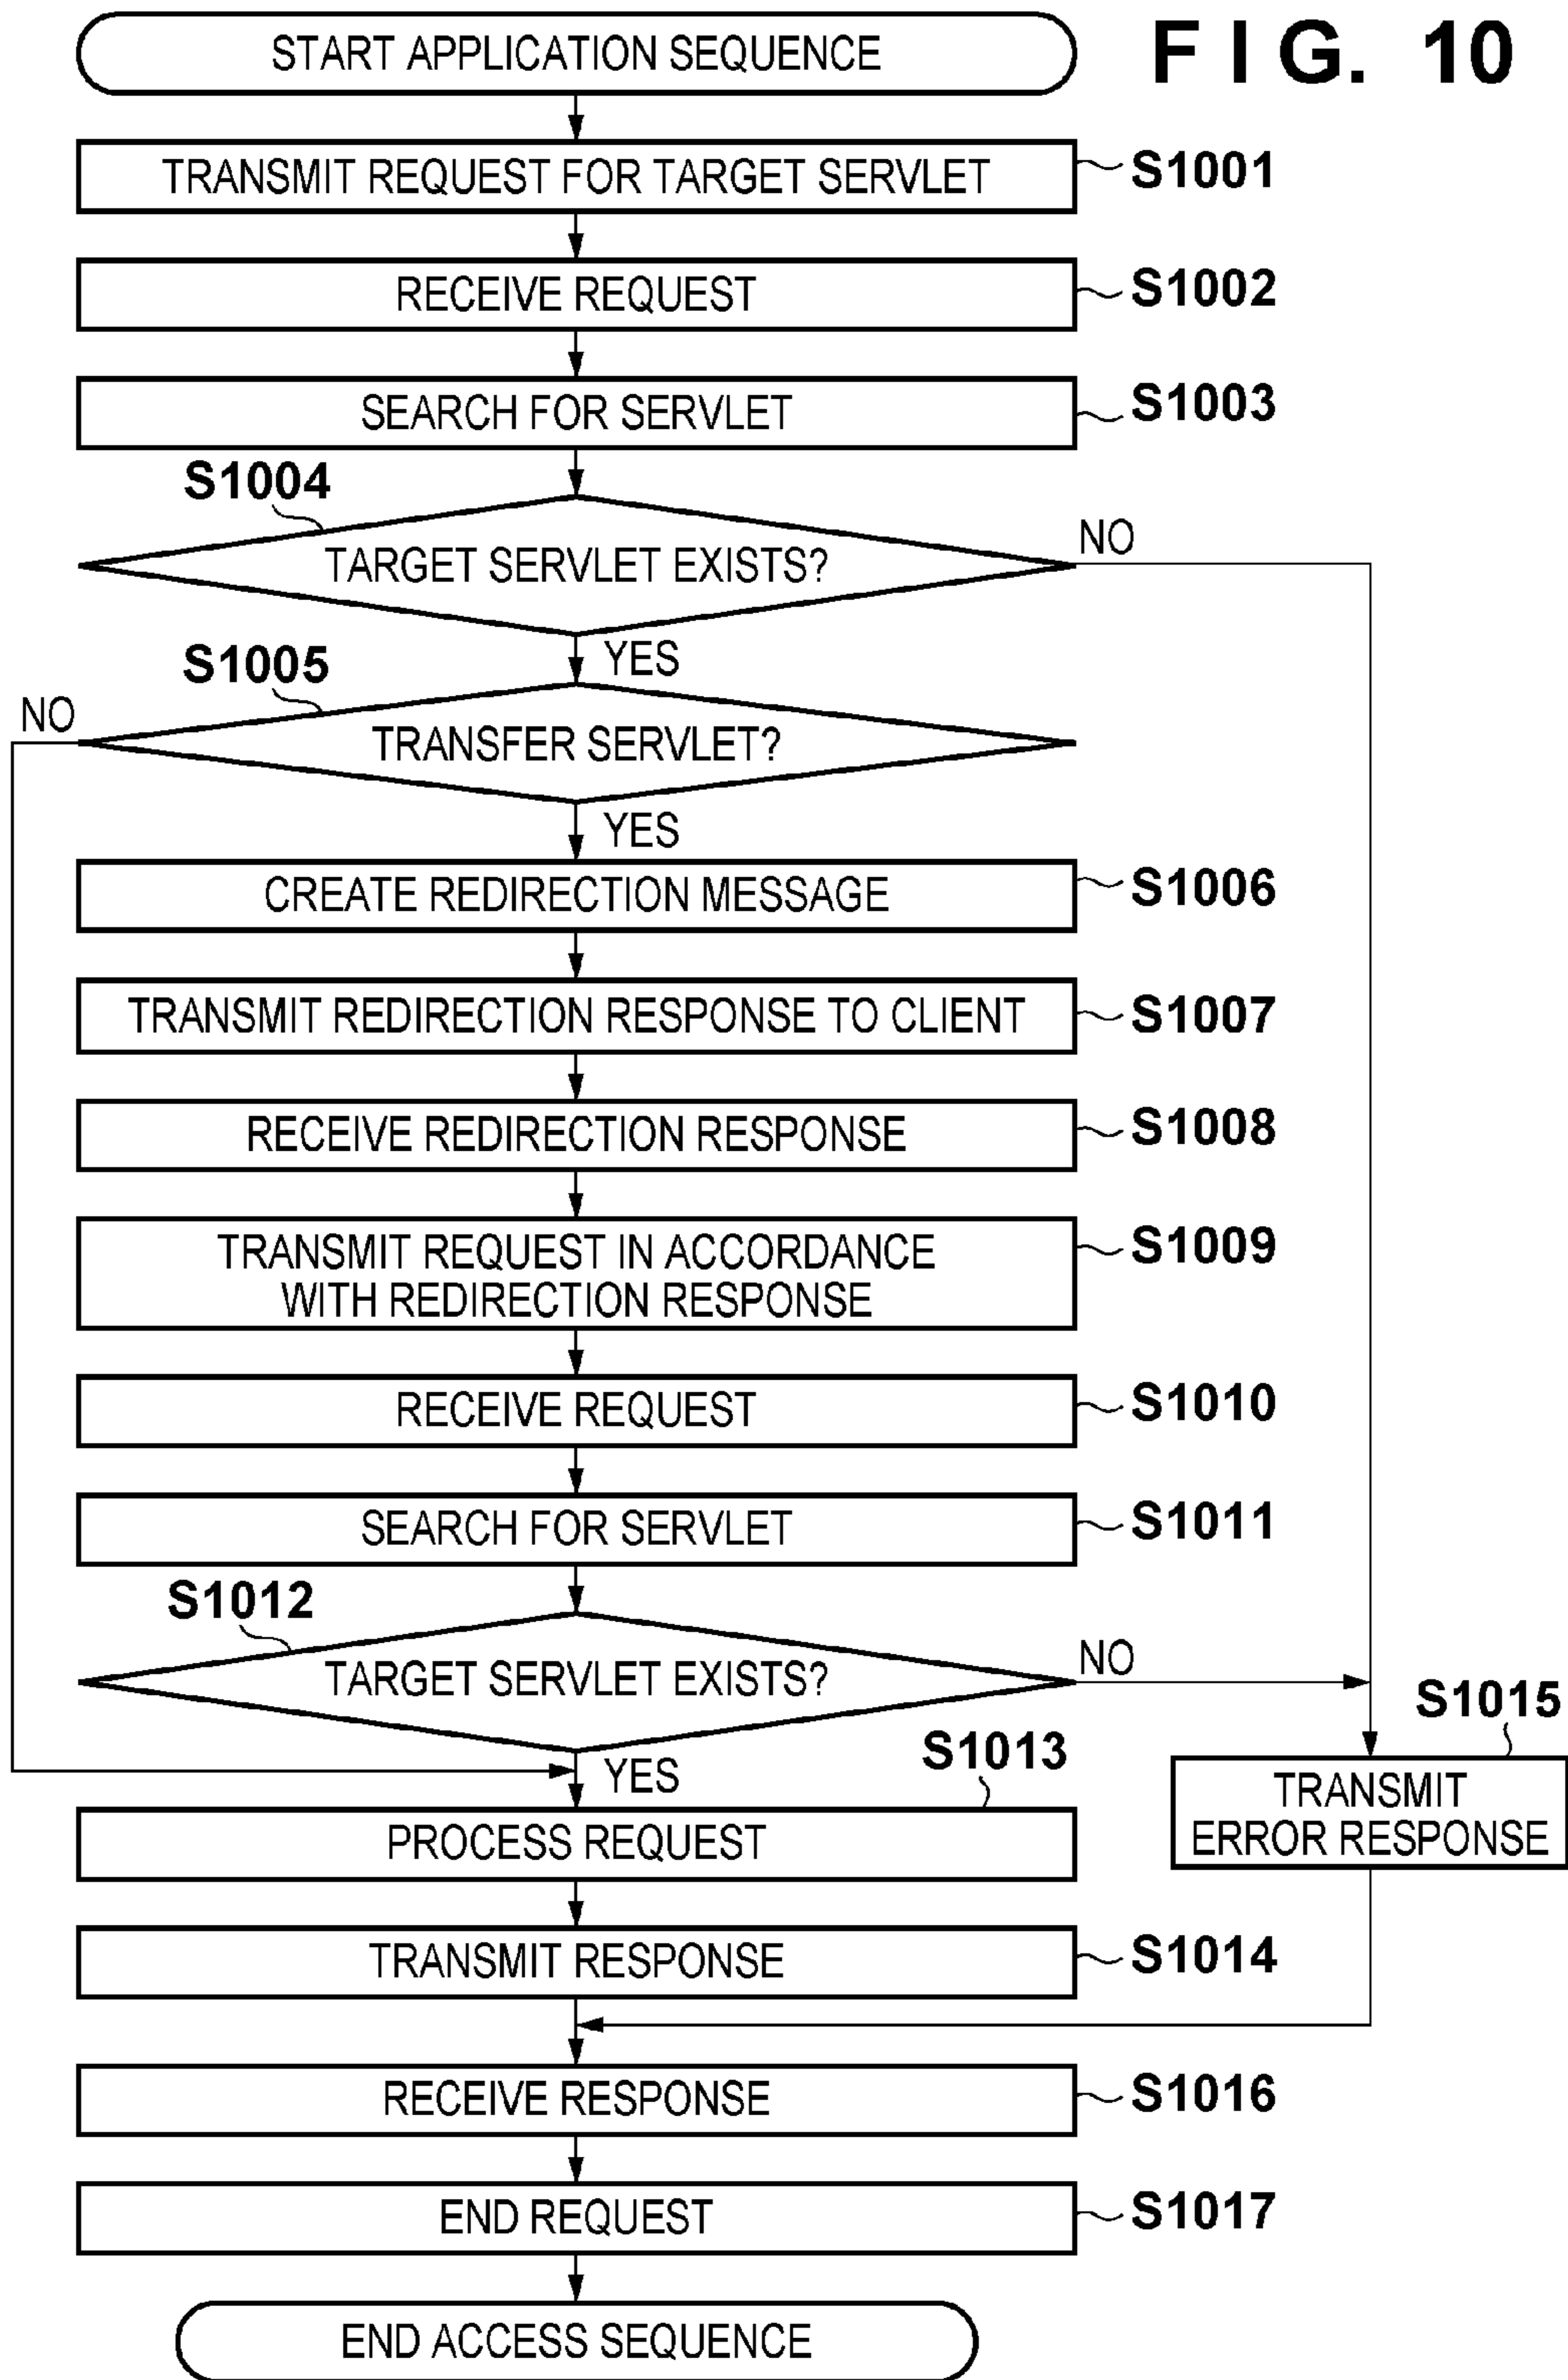 START APPLICATION SEQUENCE
F I G. 10
TRANSMIT REQUEST FOR TARGET SERVLET
S1001
RECEIVE REQUEST
S1002
SEARCH FOR SERVLET
S1003
S1004
TARGET SERVLET EXISTS?
NO
YES
S1005
NO
TRANSFER SERVLET?
YES
CREATE REDIRECTION MESSAGE
S1006
TRANSMIT REDIRECTION RESPONSE TO CLIENT
S1007
RECEIVE REDIRECTION RESPONSE
S1008
TRANSMIT REQUEST IN ACCORDANCE
WITH REDIRECTION RESPONSE
S1009
RECEIVE REQUEST
S1010
SEARCH FOR SERVLET
S1011
S1012
TARGET SERVLET EXISTS?
NO
YES
S1013
PROCESS REQUEST
S1015
TRANSMIT
ERROR RESPONSE
TRANSMIT RESPONSE
S1014
RECEIVE RESPONSE
S1016
END REQUEST
S1017
END ACCESS SEQUENCE